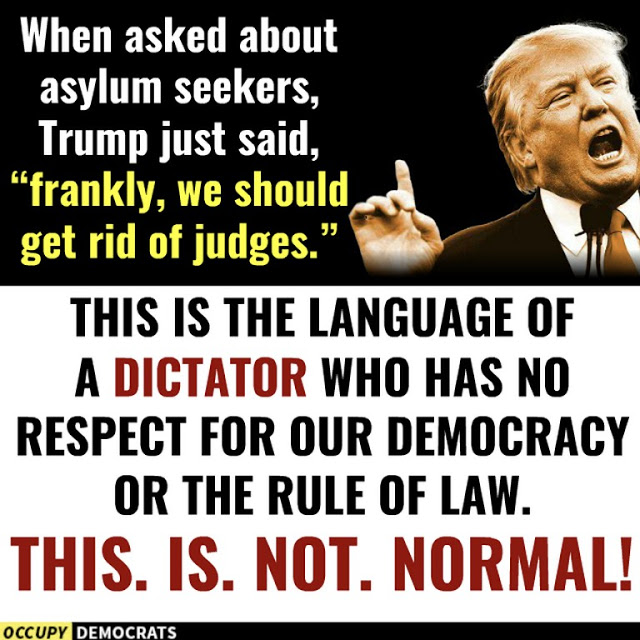 When asked about
asylum seekers,
Trump just said,
“frankly, we should
get rid of judges.”
THIS IS THE LANGUAGE OF
A DICTATOR WHO HAS NO
RESPECT FOR OUR DEMOCRACY
OR THE RULE OF LAW.
THIS. IS. NOT. NORMAL!
OCCUPY DEMOCRATS